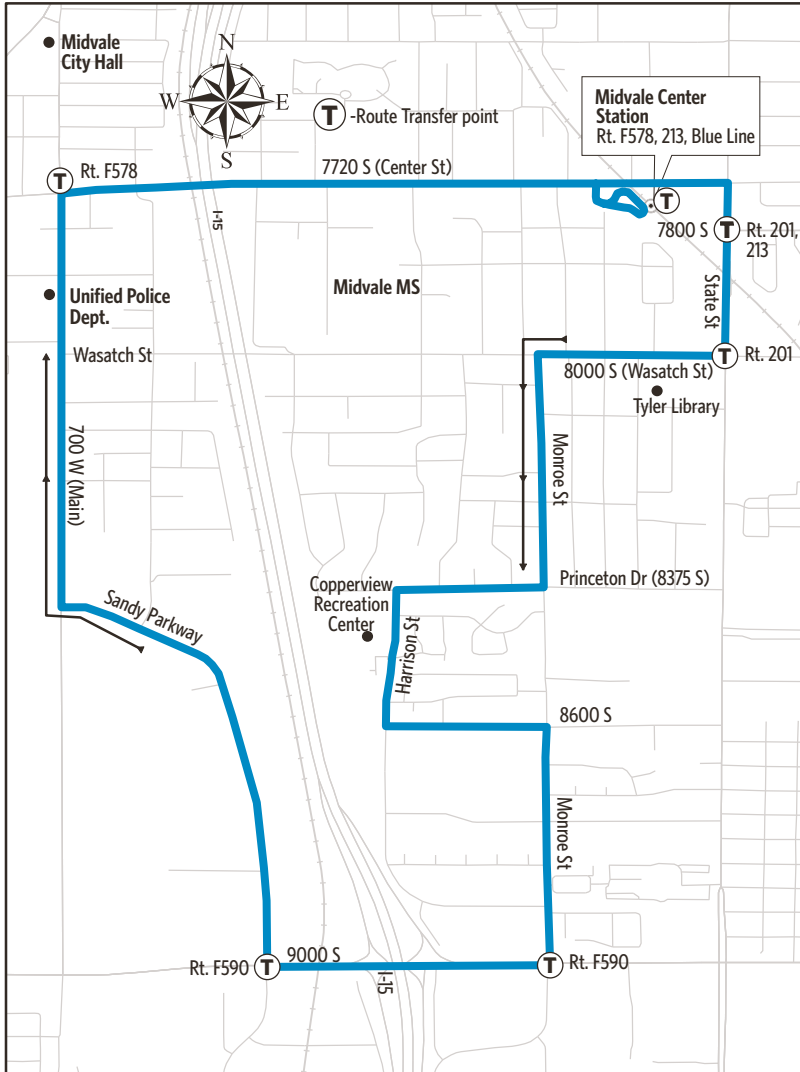 Midvale
City Hall
N
W
E
S
T
-Route Transfer point
Midvale Center
Station
Rt. F578, 213, Blue Line
T
Rt. F578
7720 S (Center St)
T
I-15
7800 S
T
Rt. 201,
213
Unified Police
Dept.
Midvale MS
State St
Wasatch St
8000 S (Wasatch St)
T
Rt. 201
Tyler Library
700 W (Main)
Monroe St
Princeton Dr (8375 S)
Copperview
Recreation
Center
Sandy Parkway
Harrison St
8600 S
Monroe St
Rt. F590
T
9000 S
I-15
T
Rt. F590